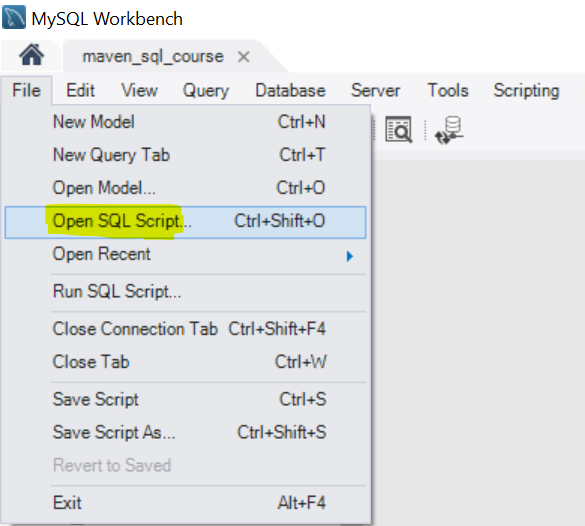 MySQL Workbench
maven_sql_course
File Edit View Query Database Server Tools Scripting
New Model Ctrl+N
New Query Tab Ctrl+T
Open Model... Ctrl+O
Open SQL Script... Ctrl+Shift+O
Open Recent
Run SQL Script...
Close Connection Tab Ctrl+Shift+F4
Close Tab Ctrl+W
Save Script Ctrl+S
Save Script As... Ctrl+Shift+S
Revert to Saved
Exit Alt+F4